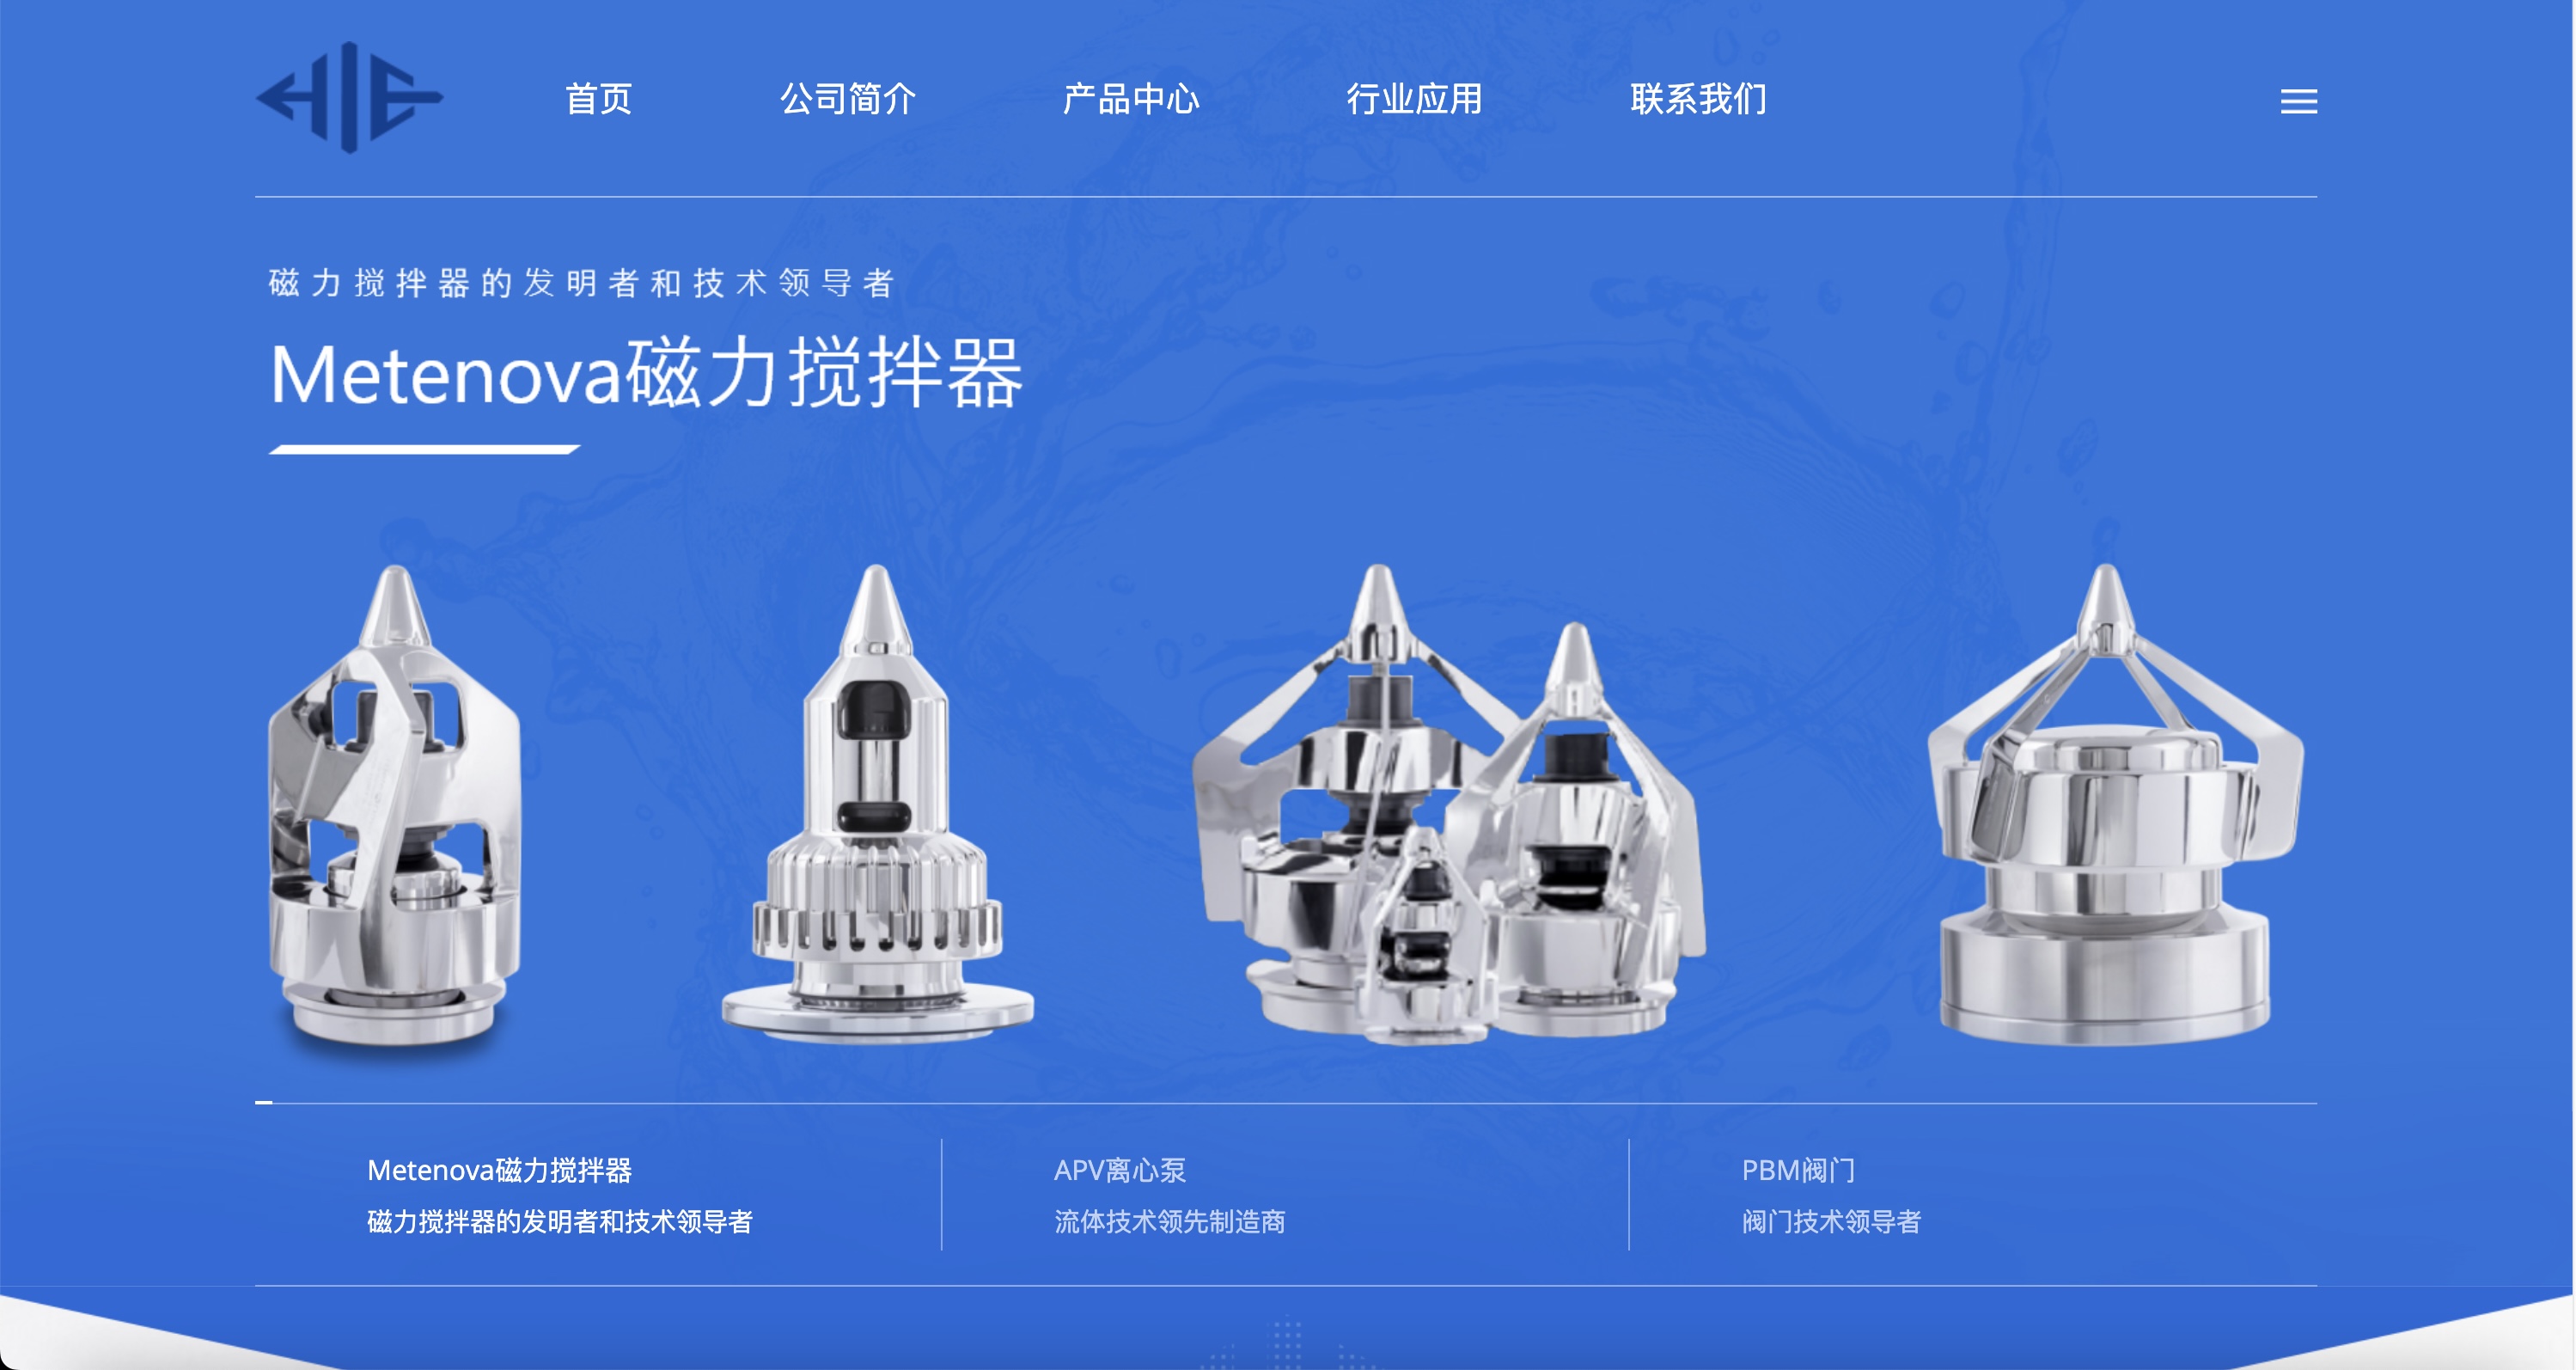 首页
公司简介
产品中心
行业应用
联系我们
磁力搅拌器的发明者和技术领导者
Metenova磁力搅拌器
Metenova磁力搅拌器
磁力搅拌器的发明者和技术领导者
APV离心泵
流体技术领先制造商
PBM阀门
阀门技术领导者